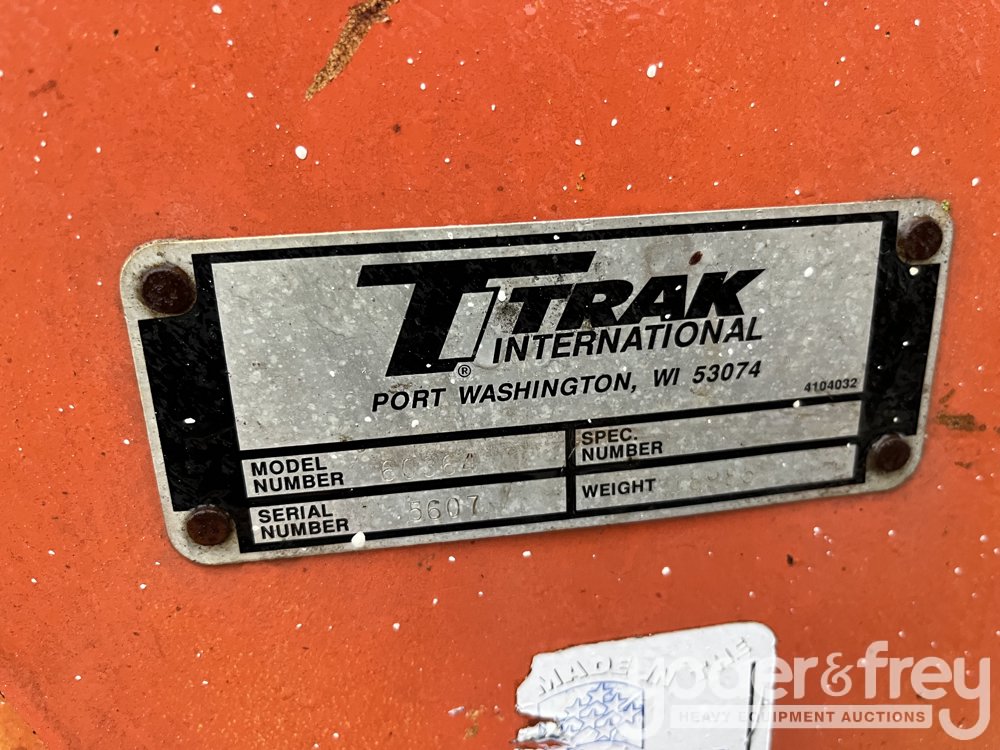 TRAK
INTERNATIONAL
®
PORT WASHINGTON, WI 53074
4104032
MODEL
NUMBER
SERIAL
NUMBER 5607
SPEC.
NUMBER
WEIGHT
MADE IN THE
yoder&frey
HEAVY EQUIPMENT AUCTIONS